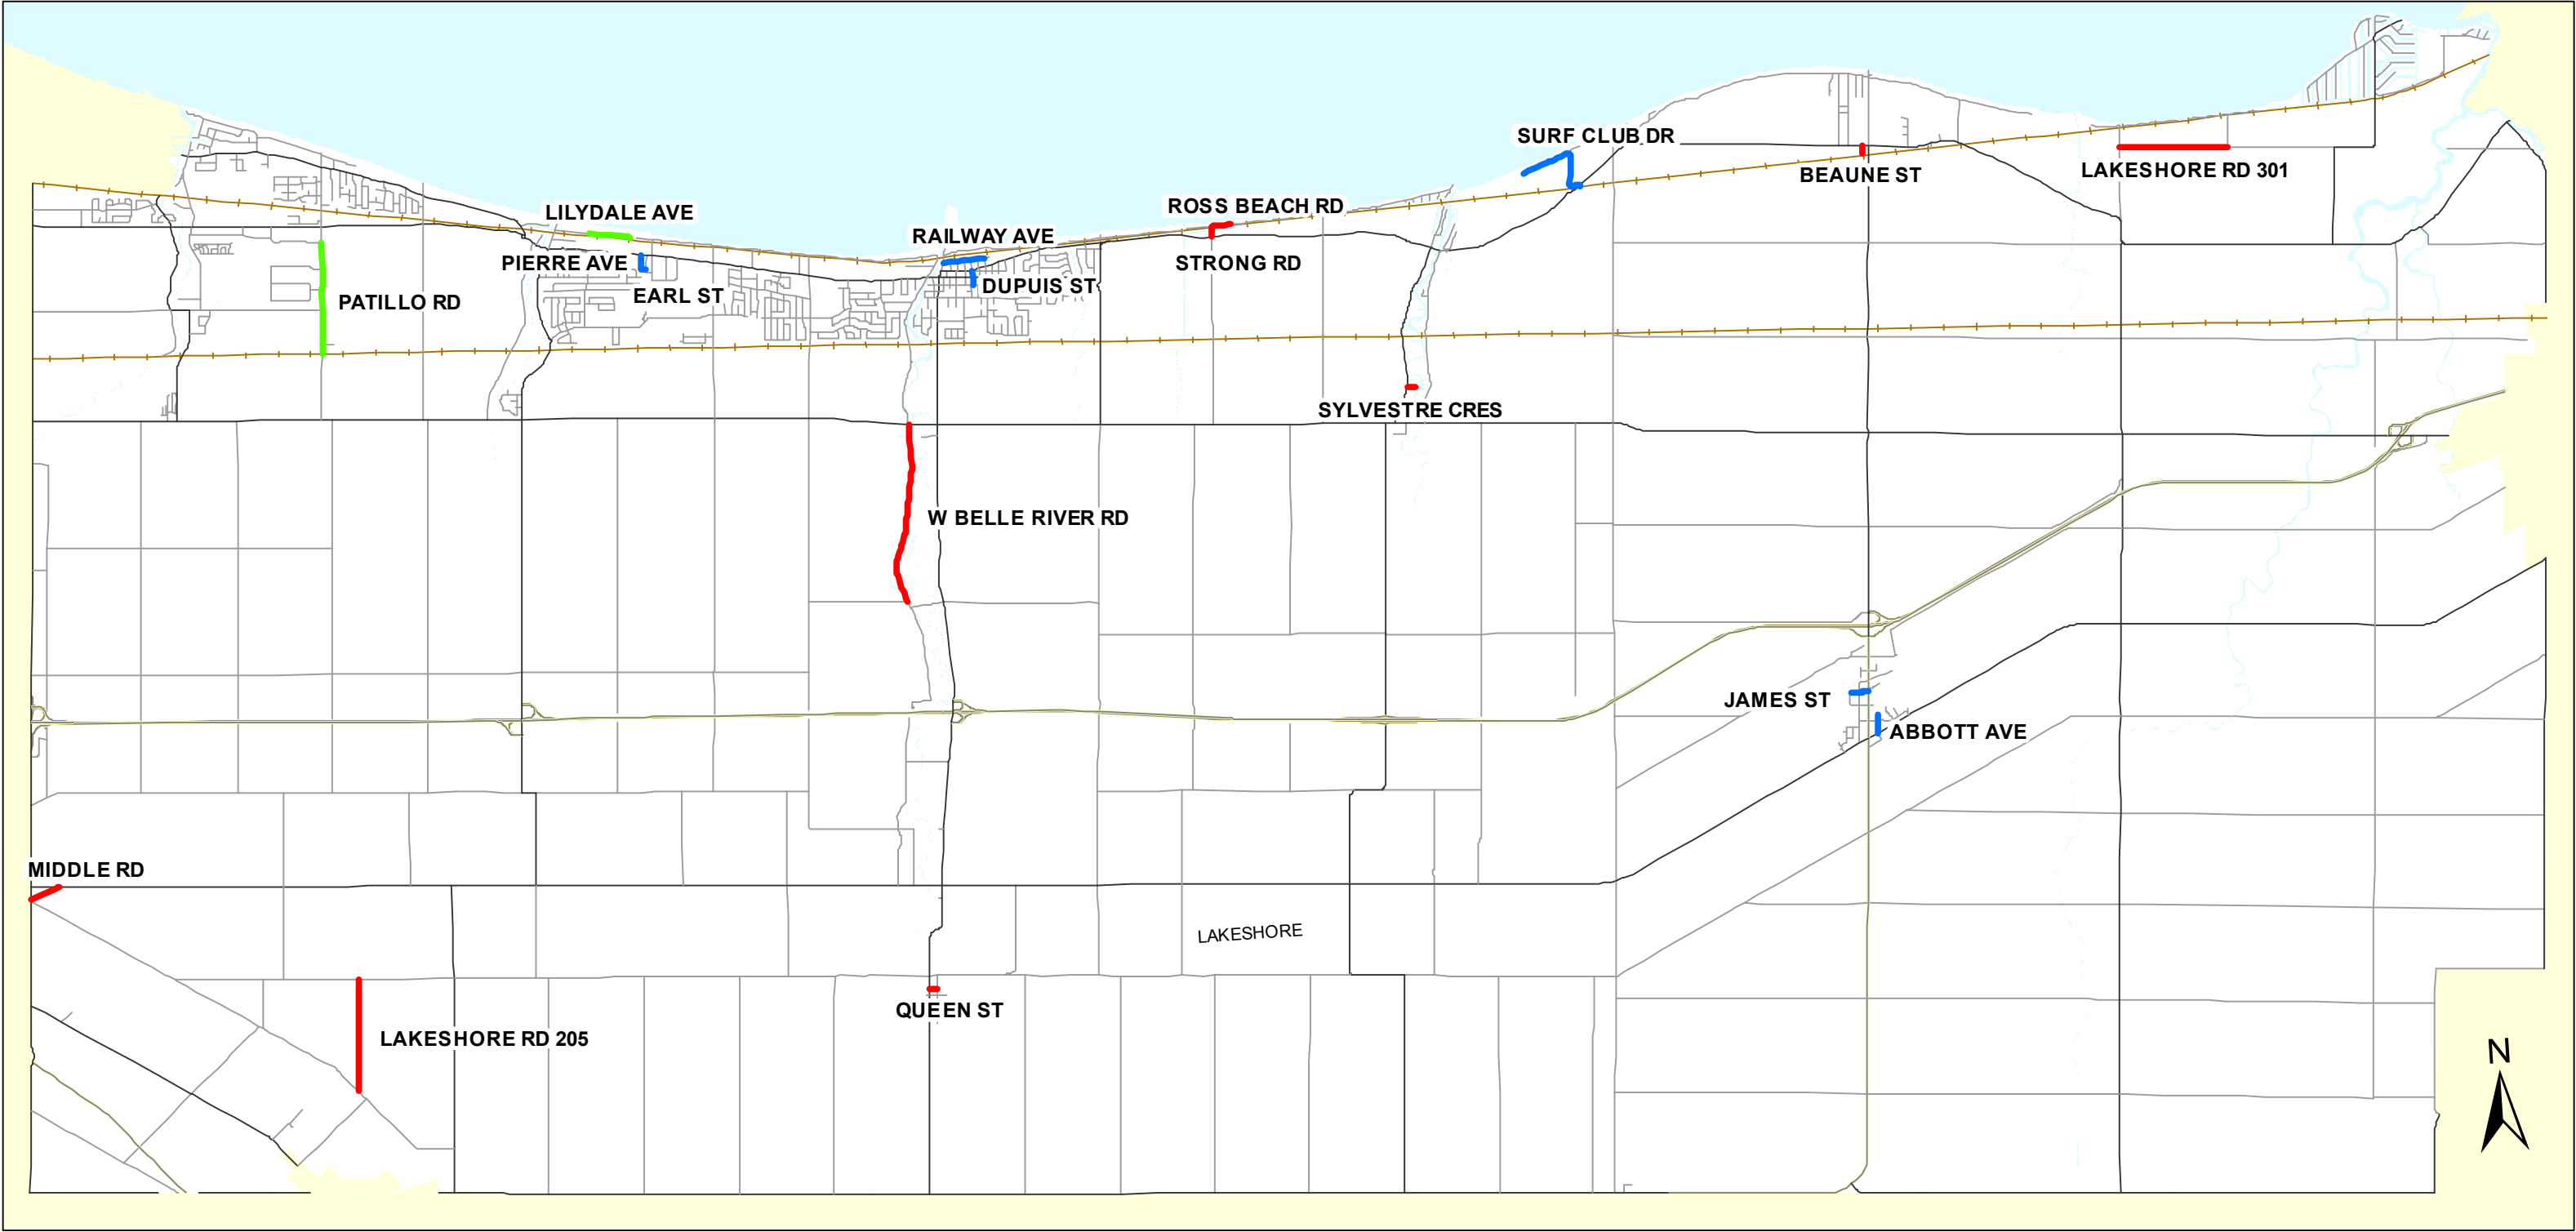 SURF CLUB DR
BEAUNE ST
LAKESHORE RD 301
LILYDALE AVE
ROSS BEACH RD
RAILWAY AVE
PIERRE AVE
STRONG RD
EARL ST
DUPUIS ST
PATILLO RD
SYLVESTRE CRES
W BELLE RIVER RD
JAMES ST
ABBOTT AVE
MIDDLE RD
LAKESHORE
QUEEN ST
LAKESHORE RD 205
N